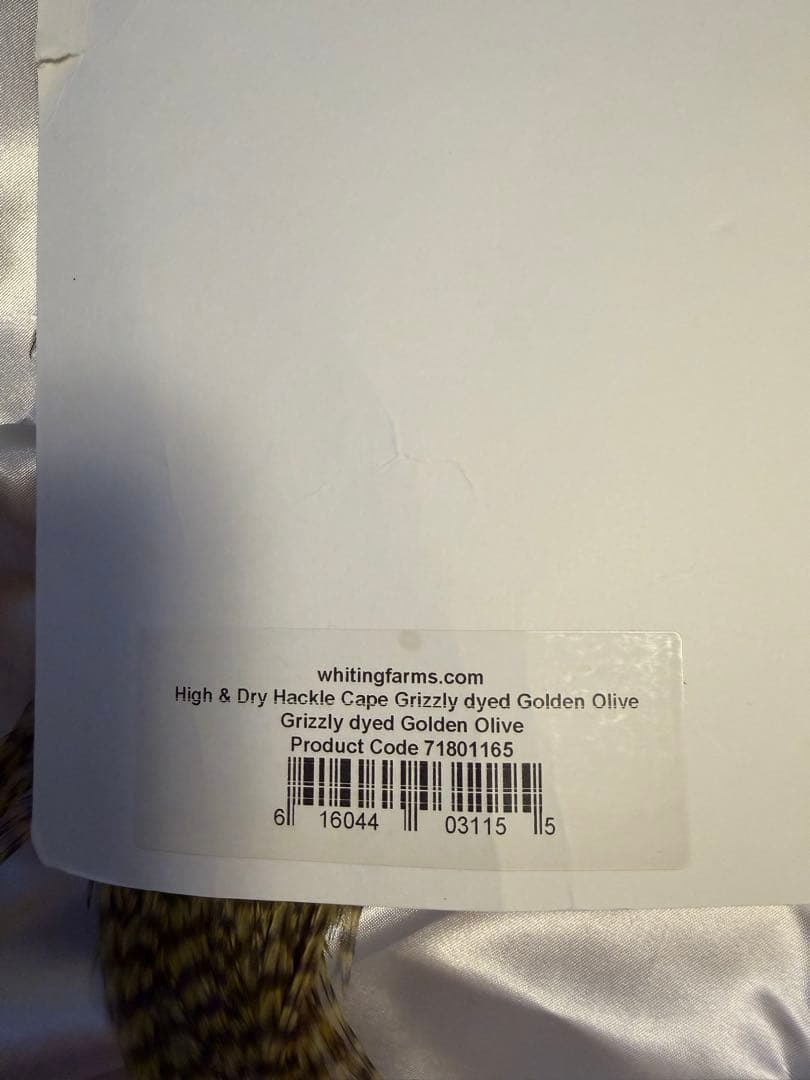 whitingfarms.com
High & Dry Hackle Cape Grizzly dyed Golden Olive
Grizzly dyed Golden Olive
Product Code 71801165
6 16044 03115 5